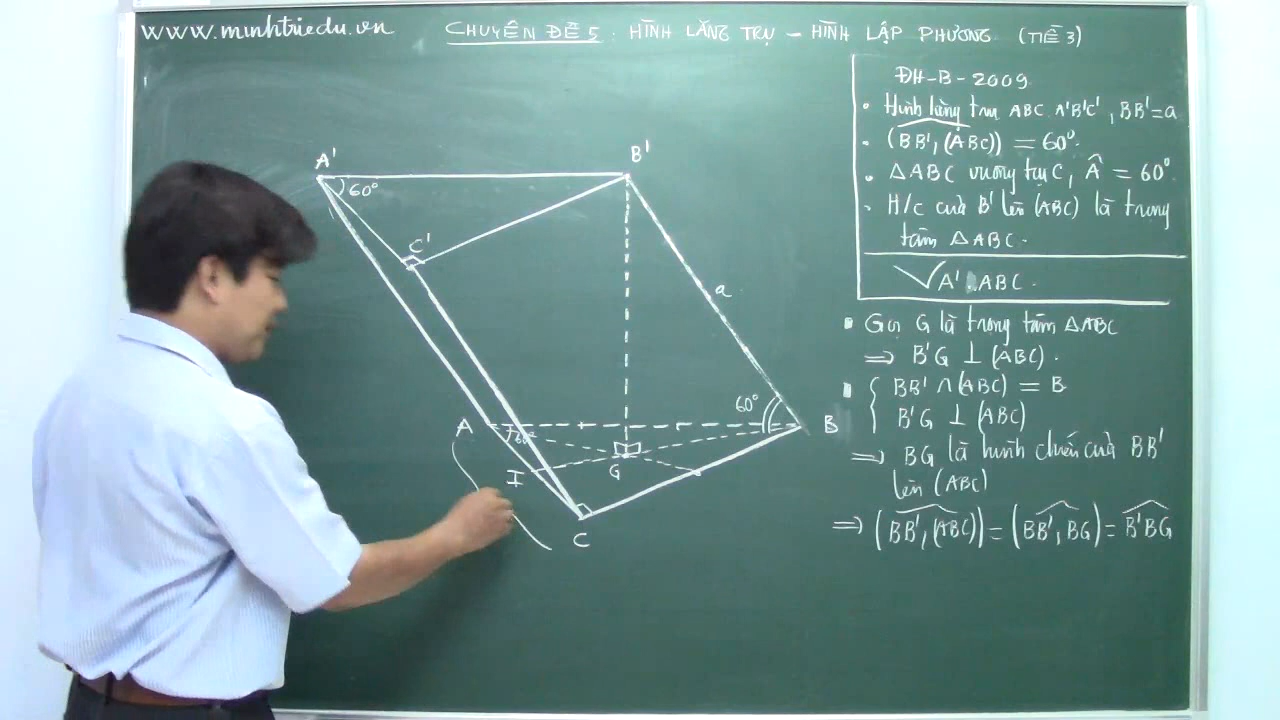 www.minhtriedu.vn
CHUYÊN ĐỀ 5 : HÌNH LĂNG TRỤ – HÌNH LẬP PHƯƠNG (TIẾ 3)
ĐH-B-2009
• Hình lăng trụ ABC A'B'C', BB'=a
• (BB', (ABC)) = 60°.
• ΔABC vuông tại C, Â = 60°
• H/c của B' lên (ABC) là trọng
tâm ΔABC.
V A'.ABC.
A'
60°
B'
C'
a
A
60°
60°
B
I
G
C
▪ Gọi G là trọng tâm ΔABC
⇒ B'G ⊥ (ABC).
▪ { BB' ∩ (ABC) = B
B'G ⊥ (ABC)
⇒ BG là hình chiếu của BB'
lên (ABC)
⇒ (BB', (ABC)) = (BB', BG) = B'BG